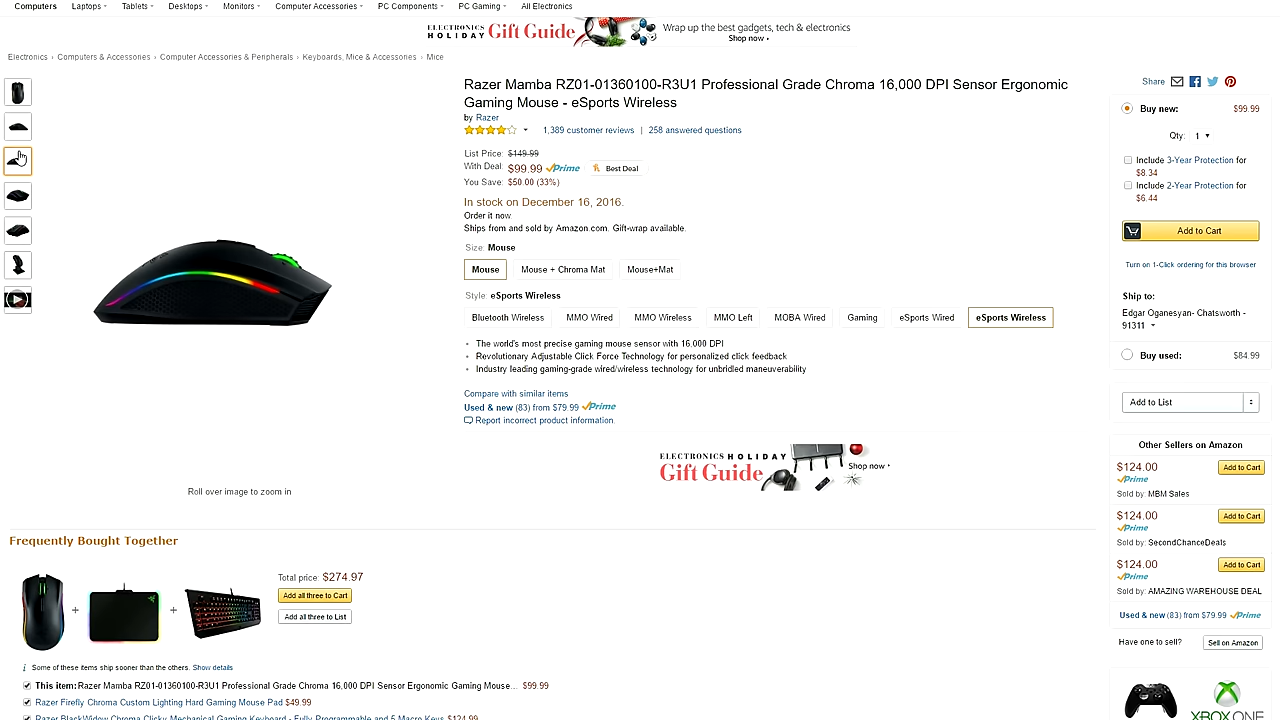 Computers Laptops Tablets Desktops Monitors Computer Accessories PC Components PC Gaming All Electronics
ELECTRONICS HOLIDAY Gift Guide Wrap up the best gadgets, tech & electronics
Shop now
Electronics › Computers & Accessories › Computer Accessories & Peripherals › Keyboards, Mice & Accessories › Mice
Razer Mamba RZ01-01360100-R3U1 Professional Grade Chroma 16,000 DPI Sensor Ergonomic
Gaming Mouse - eSports Wireless
by Razer
1,389 customer reviews | 258 answered questions
List Price: $149.99
With Deal: $99.99 Prime Best Deal
You Save: $50.00 (33%)
In stock on December 16, 2016.
Order it now.
Ships from and sold by Amazon.com. Gift-wrap available.
Size: Mouse
Mouse Mouse + Chroma Mat Mouse+Mat
Style: eSports Wireless
Bluetooth Wireless MMO Wired MMO Wireless MMO Left MOBA Wired Gaming eSports Wired eSports Wireless
• The world's most precise gaming mouse sensor with 16.000 DPI
• Revolutionary Adjustable Click Force Technology for personalized click feedback
• Industry leading gaming-grade wired/wireless technology for unbridled maneuverability
Compare with similar items
Used & new (83) from $79.99 Prime
Report incorrect product information.
ELECTRONICS HOLIDAY
Gift Guide
Shop now
Roll over image to zoom in
Share
Buy new: $99.99
Qty: 1
Include 3-Year Protection for
$8.34
Include 2-Year Protection for
$6.44
Add to Cart
Turn on 1-Click ordering for this browser
Ship to:
Edgar Oganesyan- Chatsworth -
91311
Buy used: $84.99
Add to List
Other Sellers on Amazon
$124.00 Add to Cart
Prime
Sold by: MBM Sales
$124.00 Add to Cart
Prime
Sold by: SecondChanceDeals
$124.00 Add to Cart
Prime
Sold by: AMAZING WAREHOUSE DEAL
Used & new (83) from $79.99 Prime
Have one to sell? Sell on Amazon
XBOX ONE
Frequently Bought Together
+ +
Total price: $274.97
Add all three to Cart
Add all three to List
i Some of these items ship sooner than the others. Show details
This item: Razer Mamba RZ01-01360100-R3U1 Professional Grade Chroma 16,000 DPI Sensor Ergonomic Gaming Mouse... $99.99
Razer Firefly Chroma Custom Lighting Hard Gaming Mouse Pad $49.99
Razer BlackWidow Chroma Clicky Mechanical Gaming Keyboard - Fully Programmable and 5 Macro Keys $124.99